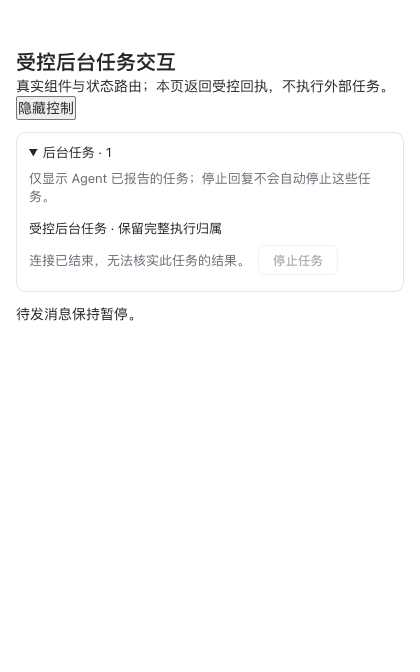 受控后台任务交互
真实组件与状态路由；本页返回受控回执，不执行外部任务。
隐藏控制
▼ 后台任务 · 1
仅显示 Agent 已报告的任务；停止回复不会自动停止这些任
务。
受控后台任务 · 保留完整执行归属
连接已结束，无法核实此任务的结果。 停止任务
待发消息保持暂停。